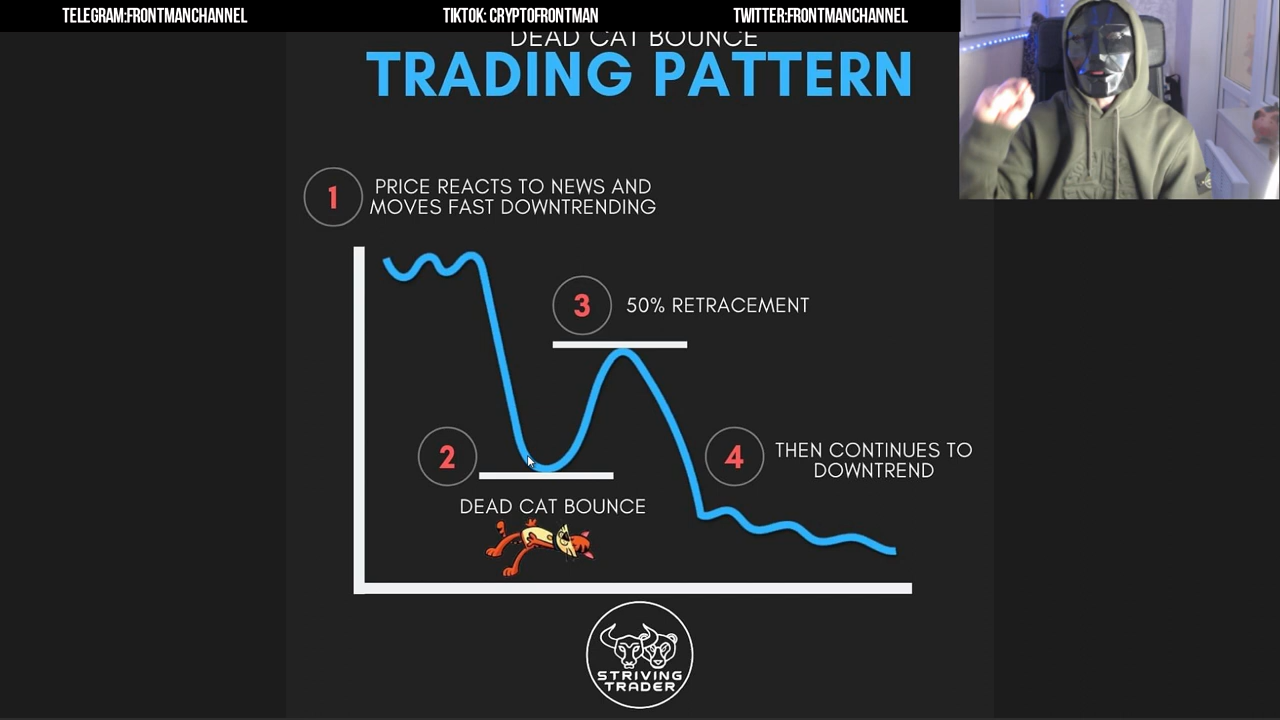 TELEGRAM:FRONTMANCHANNEL
TIKTOK: CRYPTOFRONTMAN
TWITTER:FRONTMANCHANNEL
DEAD CAT BOUNCE
TRADING PATTERN
1
PRICE REACTS TO NEWS AND
MOVES FAST DOWNTRENDING
3
50% RETRACEMENT
2
DEAD CAT BOUNCE
4
THEN CONTINUES TO
DOWNTREND
STRIVING
TRADER